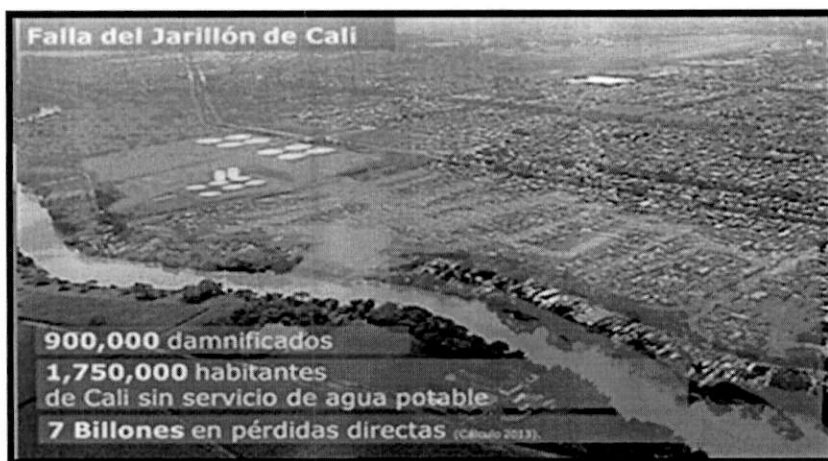 Falla del Jarillón de Cali
900,000 damnificados
1,750,000 habitantes
de Cali sin servicio de agua potable
7 Billones en pérdidas directas (Cálculo 2013).